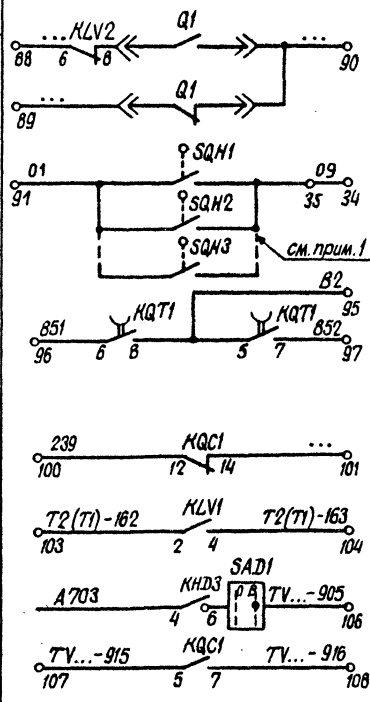 Q1
... KLV2
88 6 8 90
Q1
...
89
SQH1
01 09
91 35 34
SQH2
SQH3
см. прим. 1
B2
95
851 KQT1 KQT1 852
96 6 8 5 7 97
239 KQC1 ...
100 12 14 101
T2(T1)-162 KLV1 T2(T1)-163
103 2 4 104
SAD1
A703 KHD3 PA TV...-905
4 6 106
TV...-915 KQC1 TV...-916
107 5 7 108